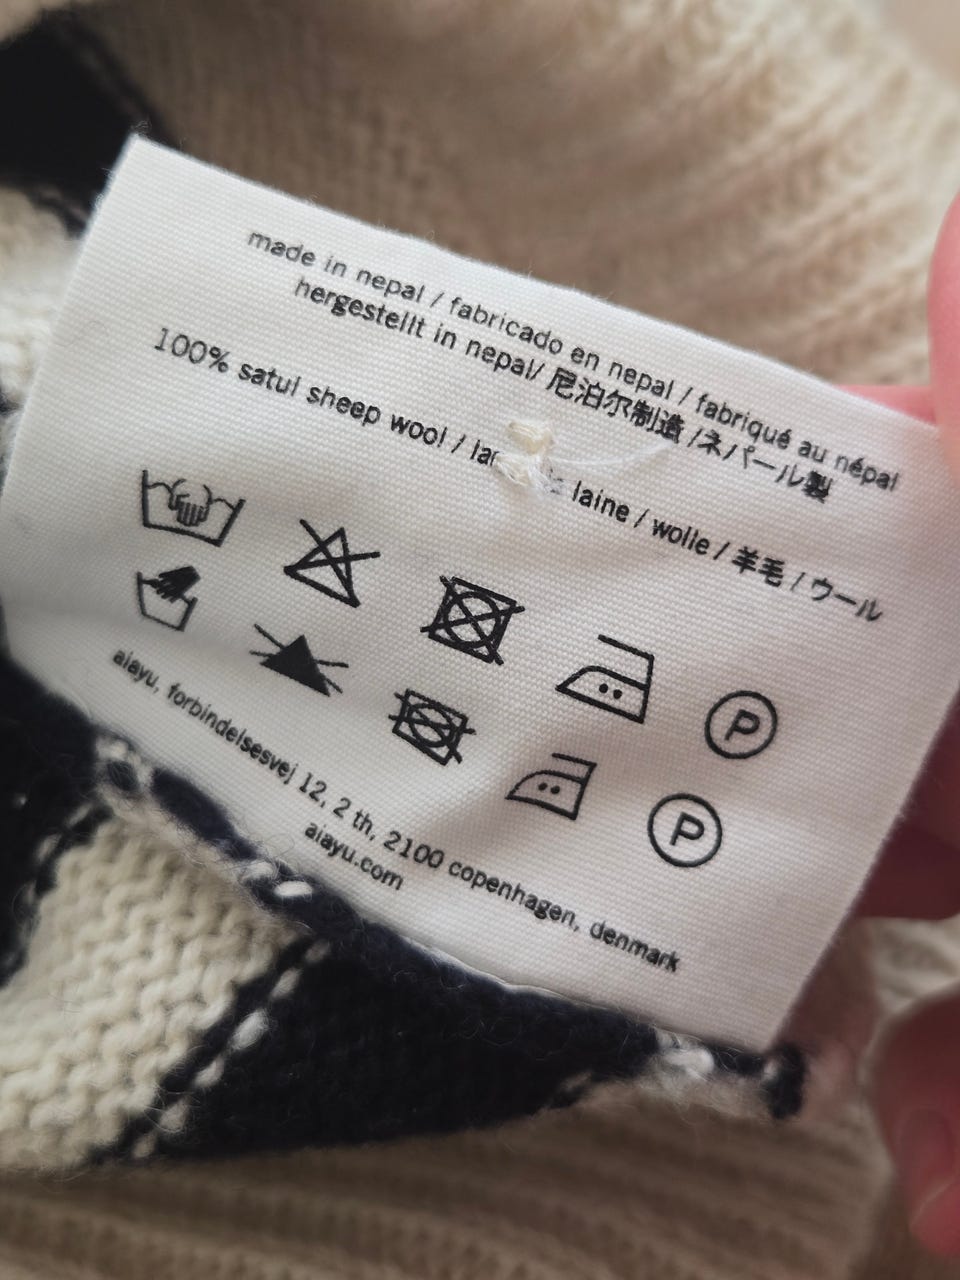 made in nepal / fabricado en nepal / fabriqué au népal
hergestellt in nepal/ 尼泊尔制造 /ネパール製
100% satul sheep wool / laine / wolle / 羊毛 / ウール
P
P
aiayu, forbindelsesvej 12, 2 th, 2100 copenhagen, denmark
aiayu.com